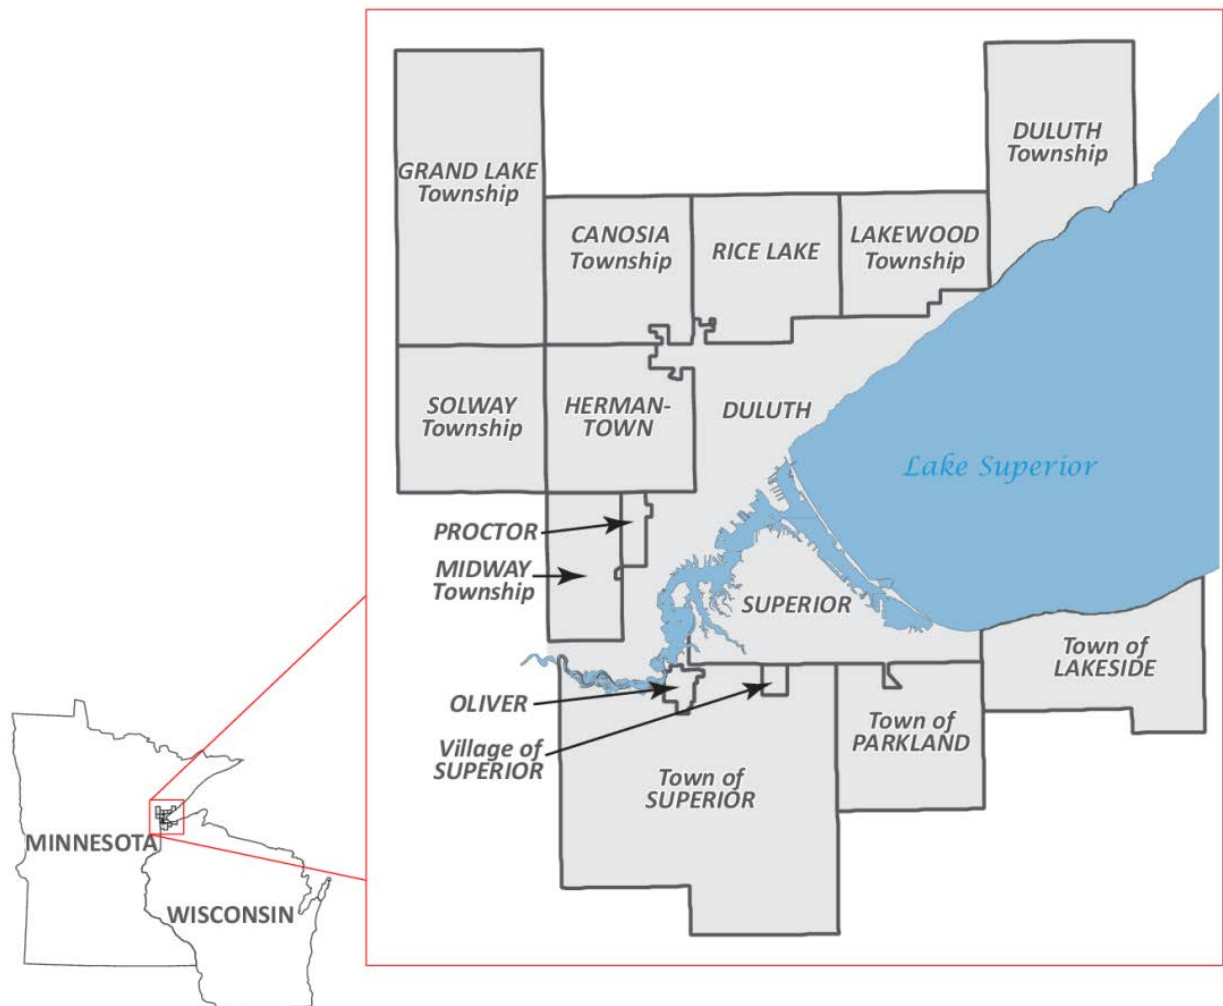 DULUTH
Township
GRAND LAKE
Township
CANOSIA
Township
RICE LAKE
LAKEWOOD
Township
SOLWAY
Township
HERMAN-
TOWN
DULUTH
Lake Superior
PROCTOR
MIDWAY
Township
SUPERIOR
Town of
LAKESIDE
OLIVER
Village of
SUPERIOR
Town of
SUPERIOR
Town of
PARKLAND
MINNESOTA
WISCONSIN